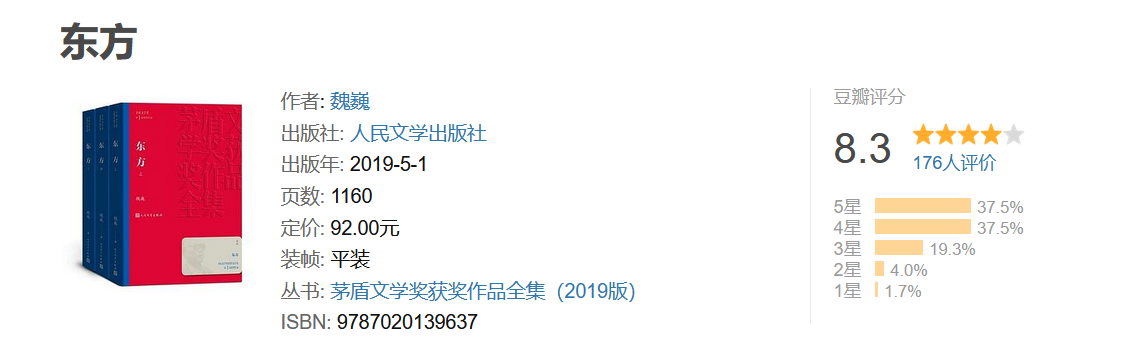 东方
作者: 魏巍
出版社: 人民文学出版社
出版年: 2019-5-1
页数: 1160
定价: 92.00元
装帧: 平装
丛书: 茅盾文学奖获奖作品全集（2019版）
ISBN: 9787020139637
豆瓣评分
8.3
176人评价
5星 37.5%
4星 37.5%
3星 19.3%
2星 4.0%
1星 1.7%
茅盾文学奖获奖作品全集
东方 上
东方
东方